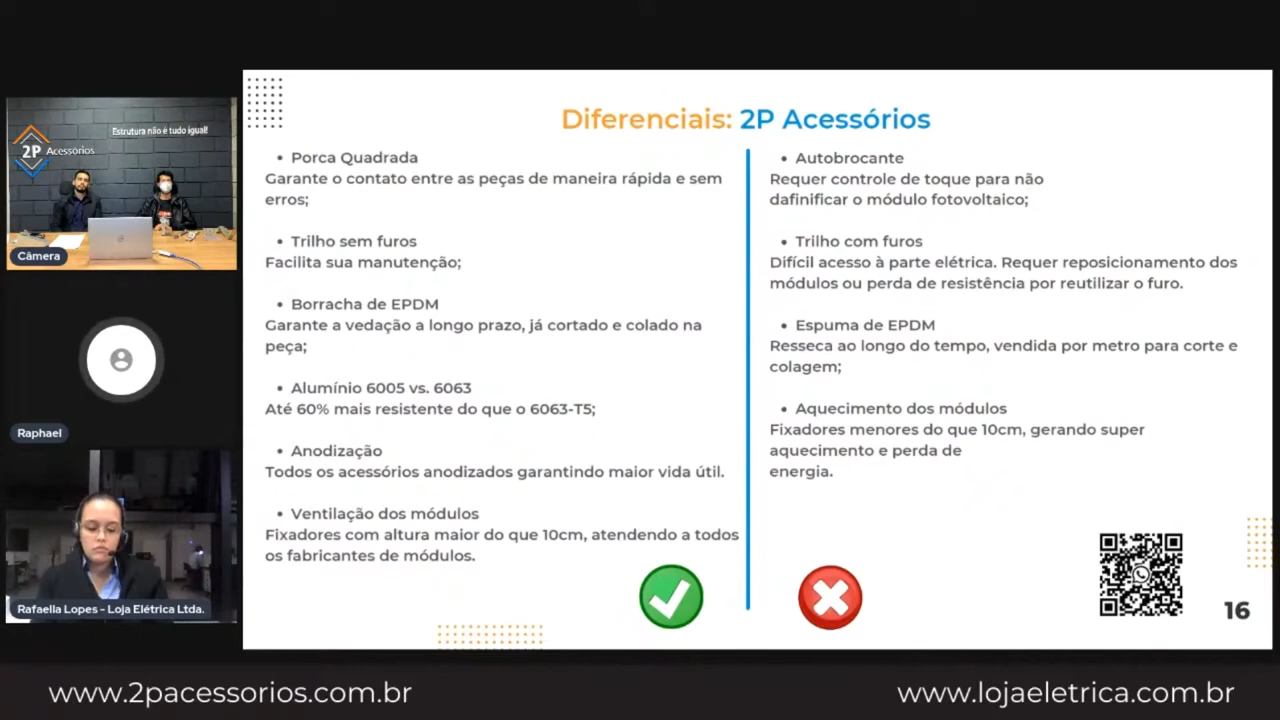 Estrutura não é tudo igual!
2P Acessórios
Câmera
Raphael
Rafaella Lopes - Loja Elétrica Ltda.
Diferenciais: 2P Acessórios
• Porca Quadrada
Garante o contato entre as peças de maneira rápida e sem
erros;
• Trilho sem furos
Facilita sua manutenção;
• Borracha de EPDM
Garante a vedação a longo prazo, já cortado e colado na
peça;
• Alumínio 6005 vs. 6063
Até 60% mais resistente do que o 6063-T5;
• Anodização
Todos os acessórios anodizados garantindo maior vida útil.
• Ventilação dos módulos
Fixadores com altura maior do que 10cm, atendendo a todos
os fabricantes de módulos.
• Autobrocante
Requer controle de toque para não
dafinificar o módulo fotovoltaico;
• Trilho com furos
Difícil acesso à parte elétrica. Requer reposicionamento dos
módulos ou perda de resistência por reutilizar o furo.
• Espuma de EPDM
Resseca ao longo do tempo, vendida por metro para corte e
colagem;
• Aquecimento dos módulos
Fixadores menores do que 10cm, gerando super
aquecimento e perda de
energia.
16
www.2pacessorios.com.br
www.lojaeletrica.com.br